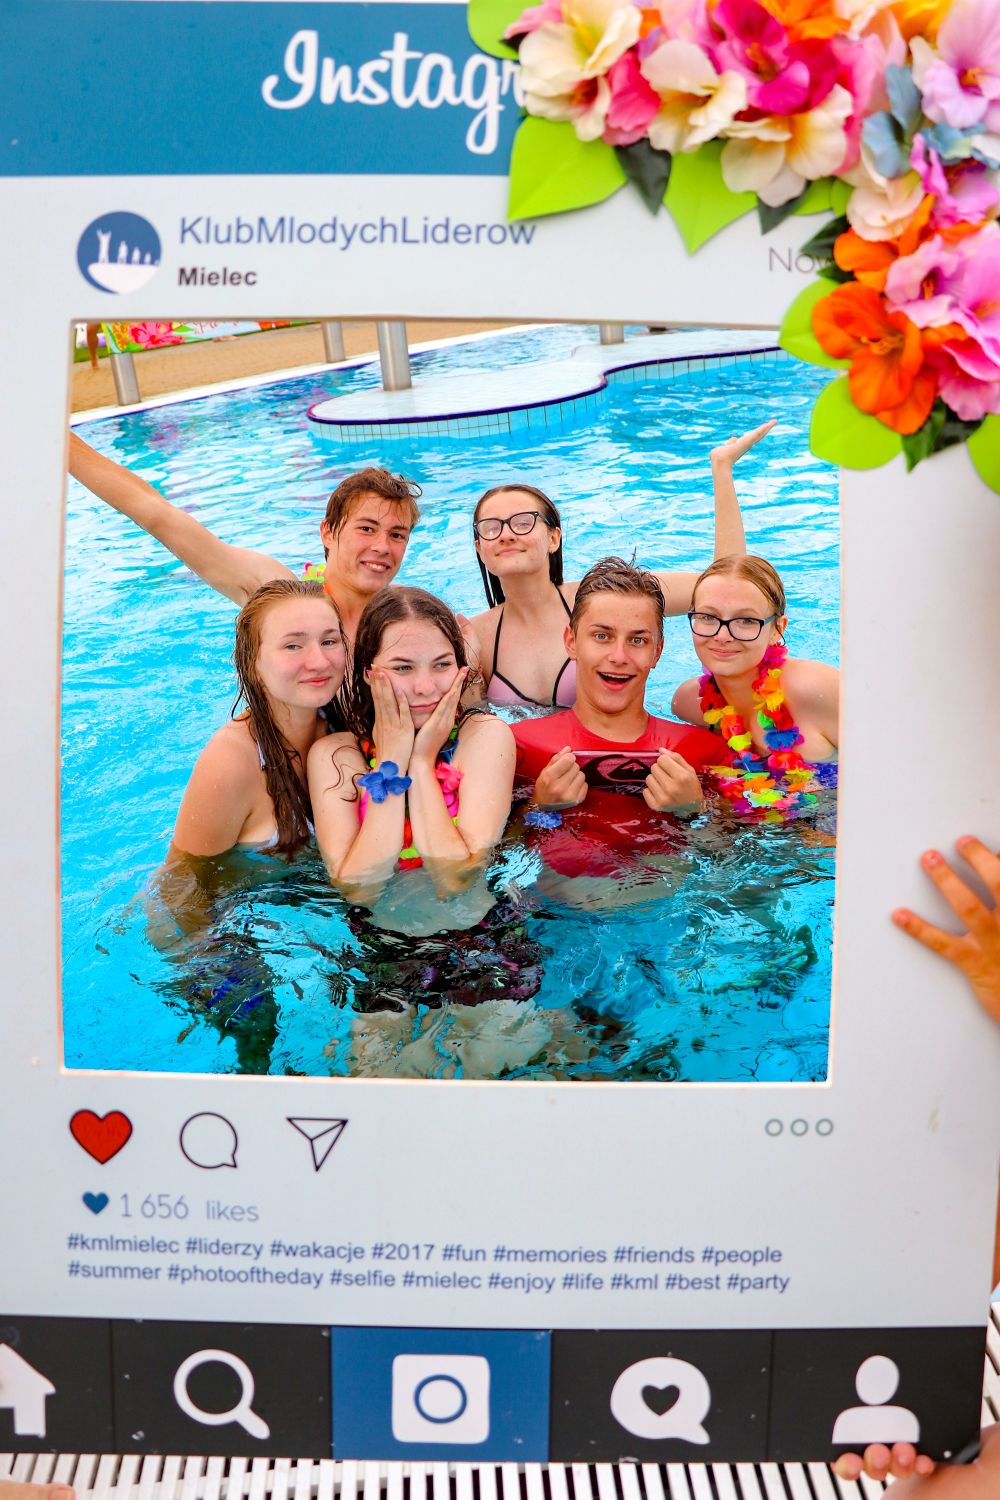 Instagr
KlubMlodychLiderow
Mielec
Now
1 656 likes
#kmlmielec #liderzy #wakacje #2017 #fun #memories #friends #people
#summer #photooftheday #selfie #mielec #enjoy #life #kml #best #party